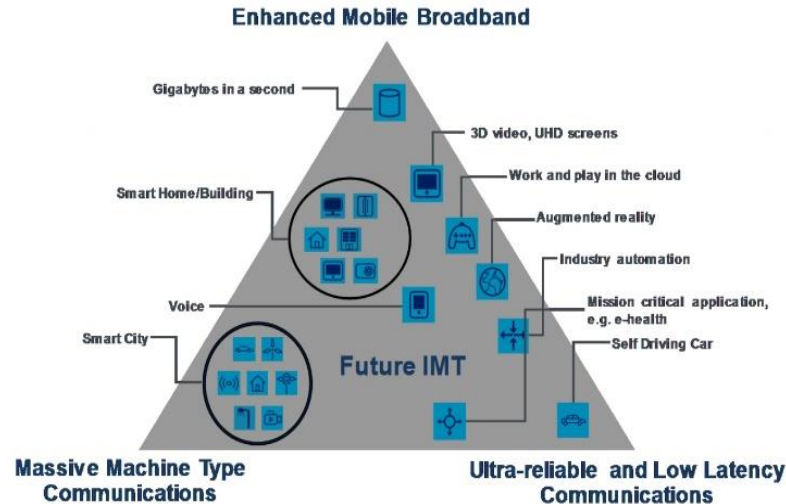 Enhanced Mobile Broadband
Gigabytes in a second
3D video, UHD screens
Work and play in the cloud
Smart Home/Building
Augmented reality
Industry automation
Voice
Mission critical application,
e.g. e-health
Smart City
Self Driving Car
Future IMT
Massive Machine Type
Communications
Ultra-reliable and Low Latency
Communications